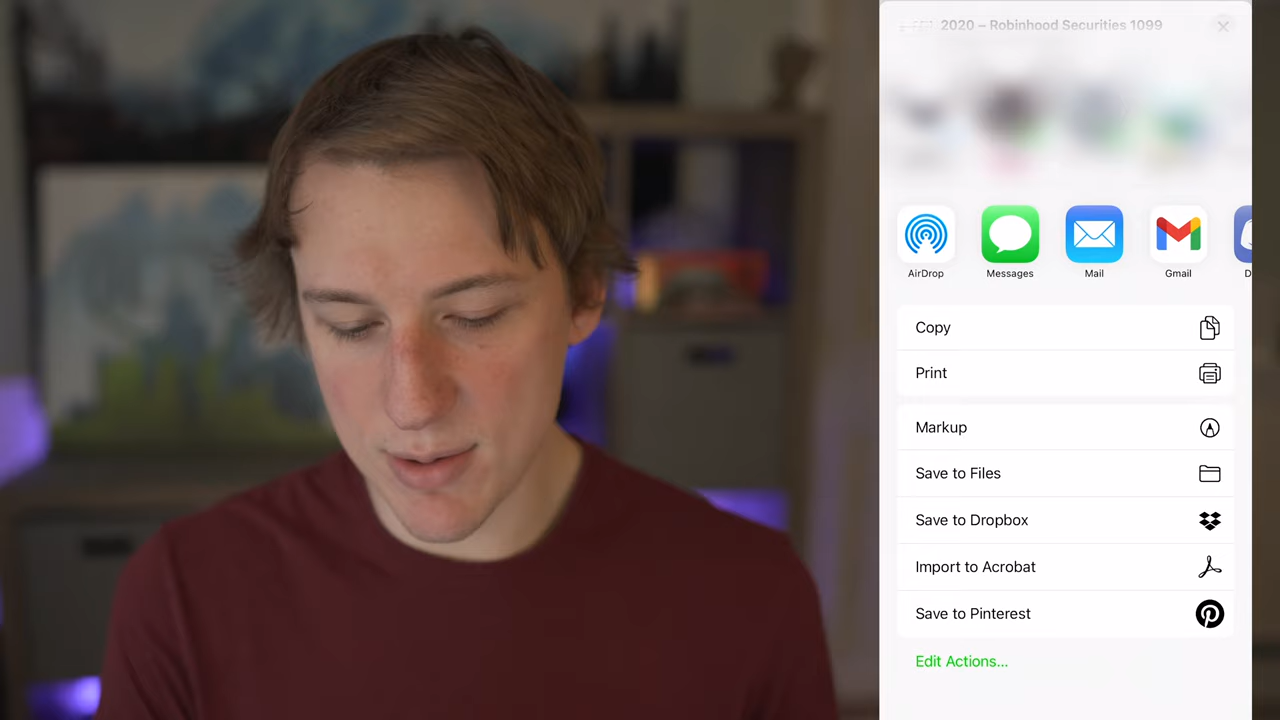 2020 – Robinhood Securities 1099
AirDrop
Messages
Mail
Gmail
D
Copy
Print
Markup
Save to Files
Save to Dropbox
Import to Acrobat
Save to Pinterest
Edit Actions...